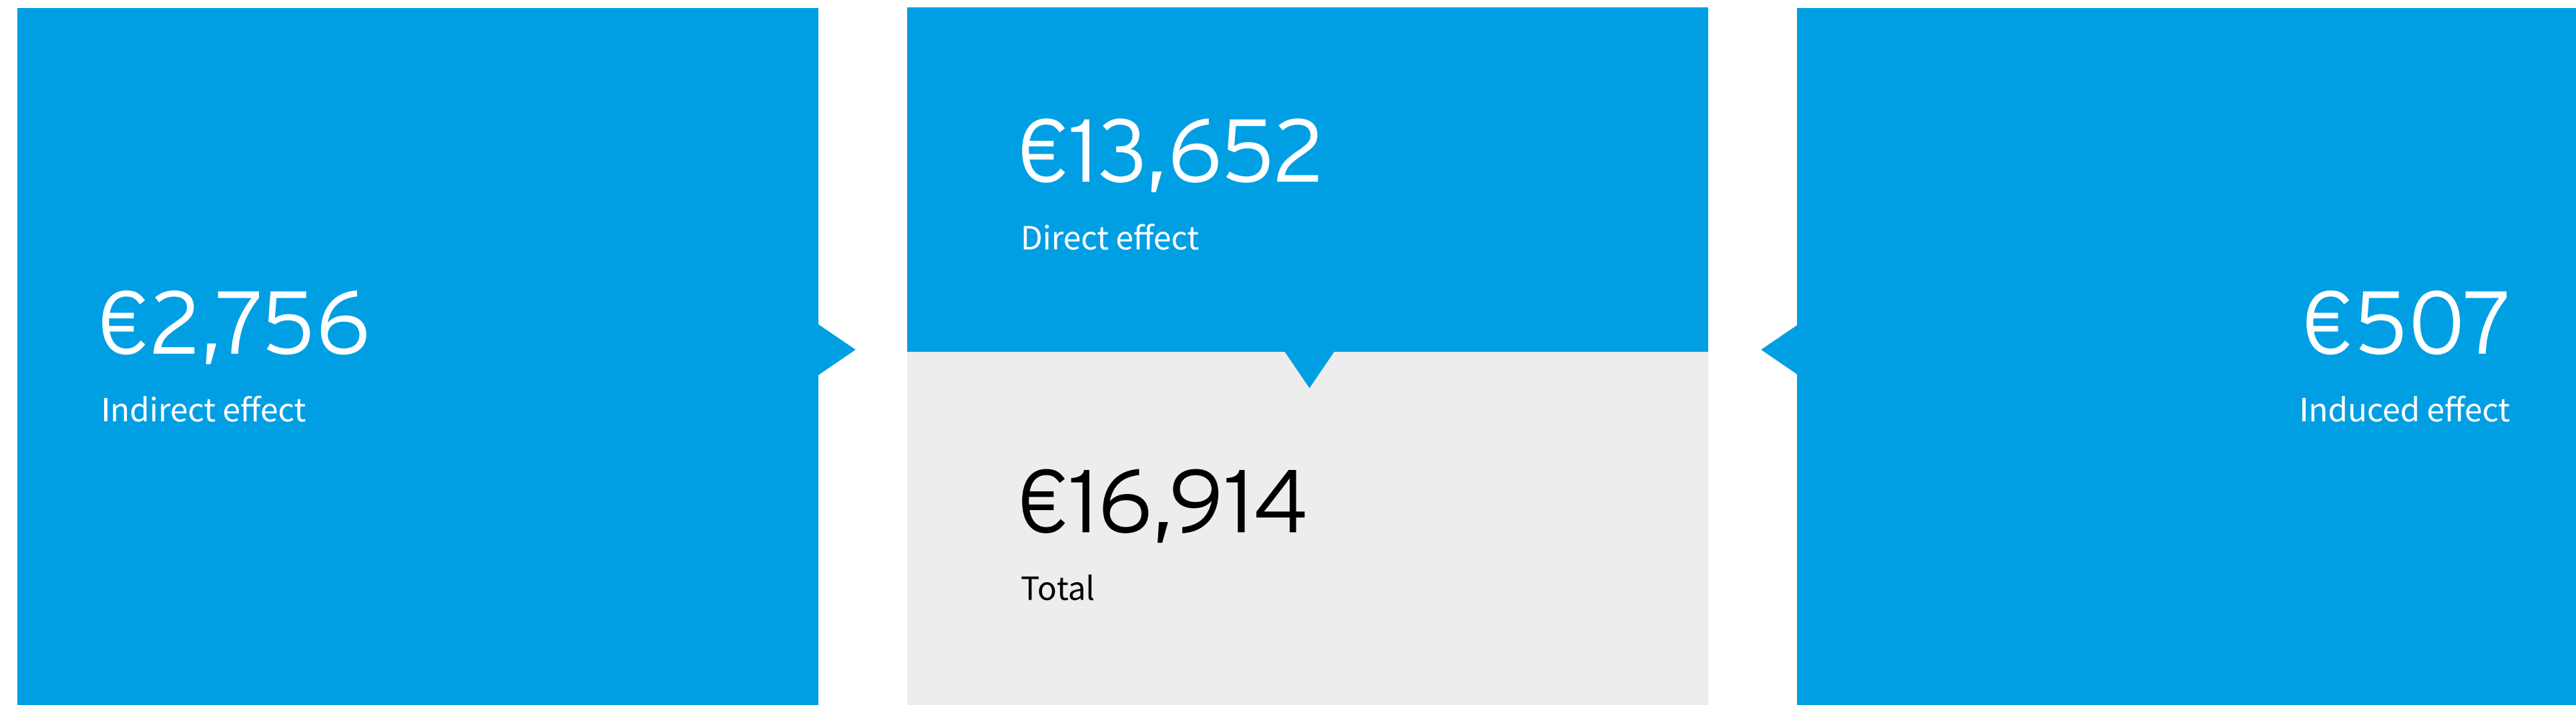 €2,756
Indirect effect
€13,652
Direct effect
€16,914
Total
€507
Induced effect